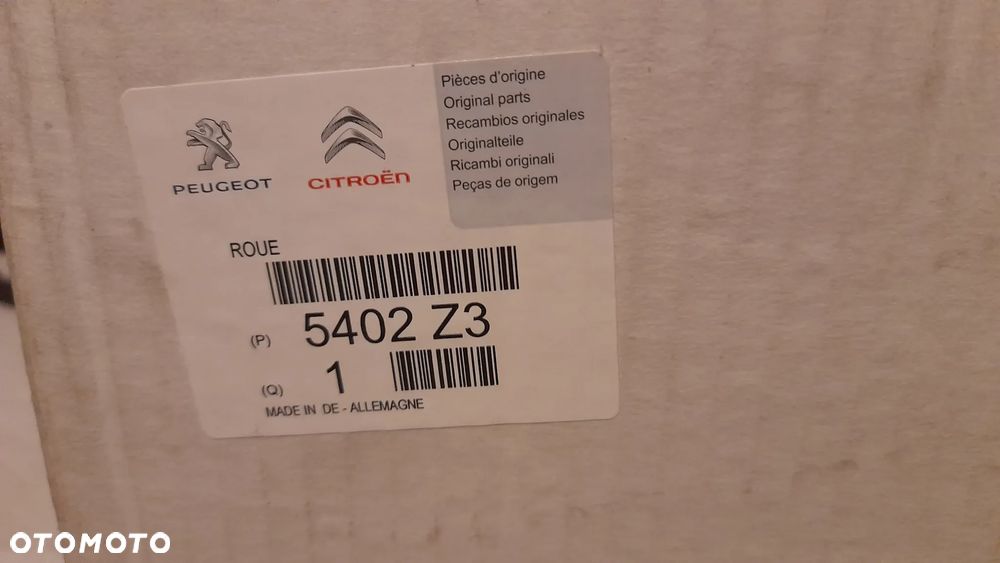 PEUGEOT
CITROËN
Pièces d'origine
Original parts
Recambios originales
Originalteile
Ricambi originali
Peças de origem
ROUE
(P) 5402 Z3
(Q) 1
MADE IN DE - ALLEMAGNE
OTOMOTO